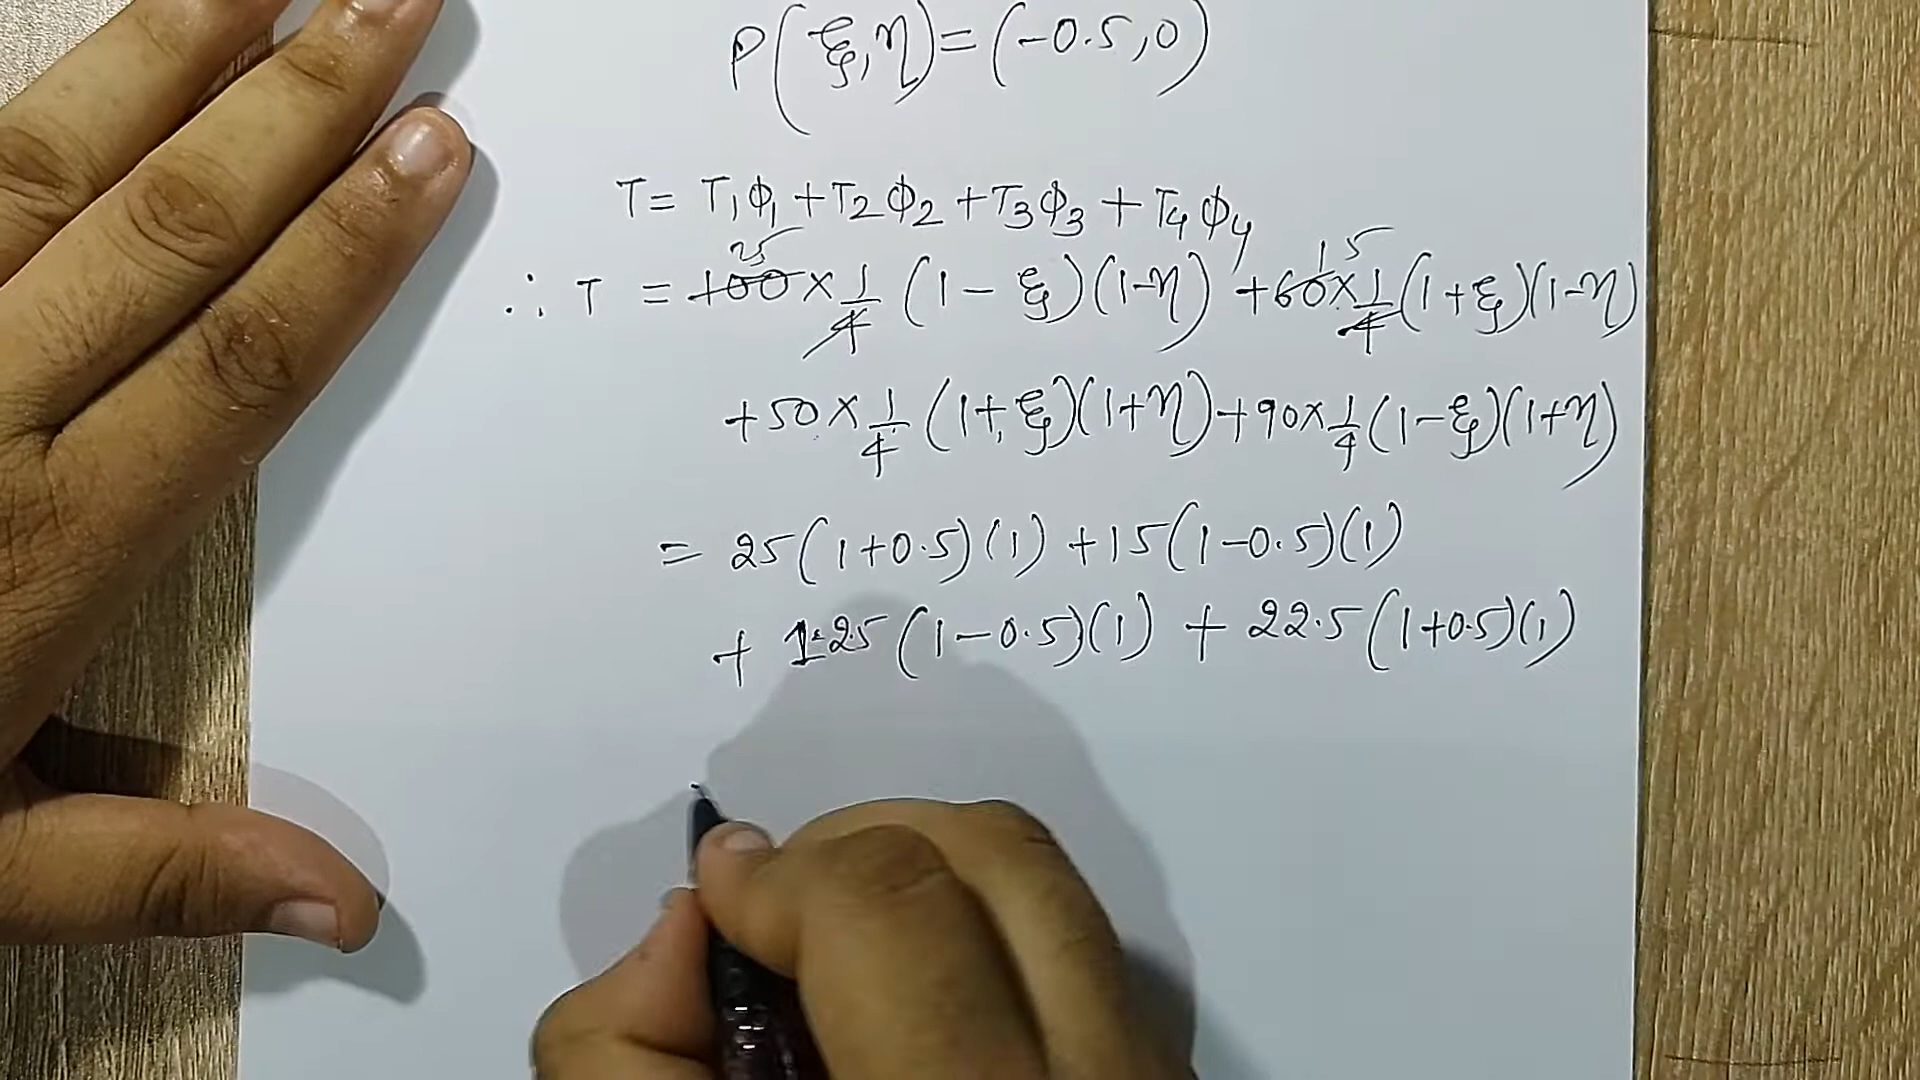 P(ξ,η)=(-0.5,0)
T= T₁Φ₁+T₂Φ₂+T₃Φ₃+T₄Φ₄
25 15
∴ T = 100×1/4 (1-ξ)(1-η)+60×1/4(1+ξ)(1-η)
+50×1/4 (1+ξ)(1+η)+90×1/4(1-ξ)(1+η)
= 25(1+0.5)(1)+15(1-0.5)(1)
+ 12.5(1-0.5)(1) + 22.5(1+0.5)(1)